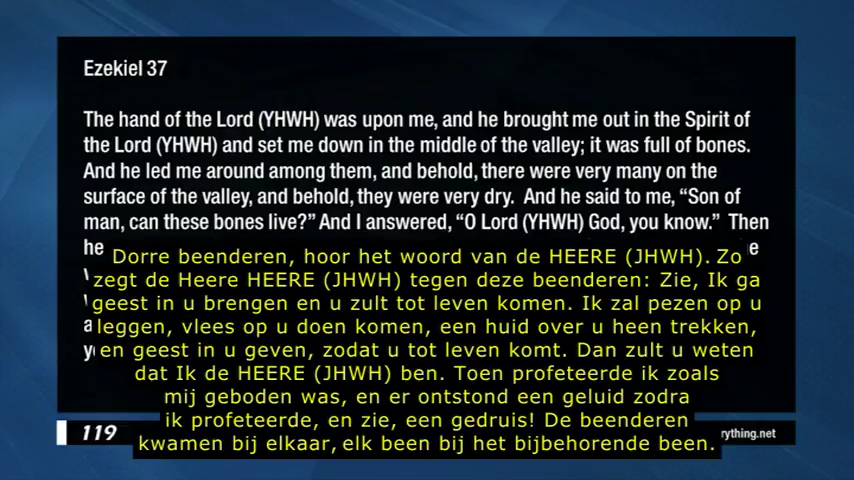 Ezekiel 37
The hand of the Lord (YHWH) was upon me, and he brought me out in the Spirit of
the Lord (YHWH) and set me down in the middle of the valley; it was full of bones.
And he led me around among them, and behold, there were very many on the
surface of the valley, and behold, they were very dry. And he said to me, “Son of
man, can these bones live?” And I answered, “O Lord (YHWH) God, you know.” Then
he
Dorre beenderen, hoor het woord van de HEERE (JHWH). Zo
zegt de Heere HEERE (JHWH) tegen deze beenderen: Zie, Ik ga
geest in u brengen en u zult tot leven komen. Ik zal pezen op u
leggen, vlees op u doen komen, een huid over u heen trekken,
en geest in u geven, zodat u tot leven komt. Dan zult u weten
dat Ik de HEERE (JHWH) ben. Toen profeteerde ik zoals
mij geboden was, en er ontstond een geluid zodra
ik profeteerde, en zie, een gedruis! De beenderen
kwamen bij elkaar, elk been bij het bijbehorende been.
119
rything.net